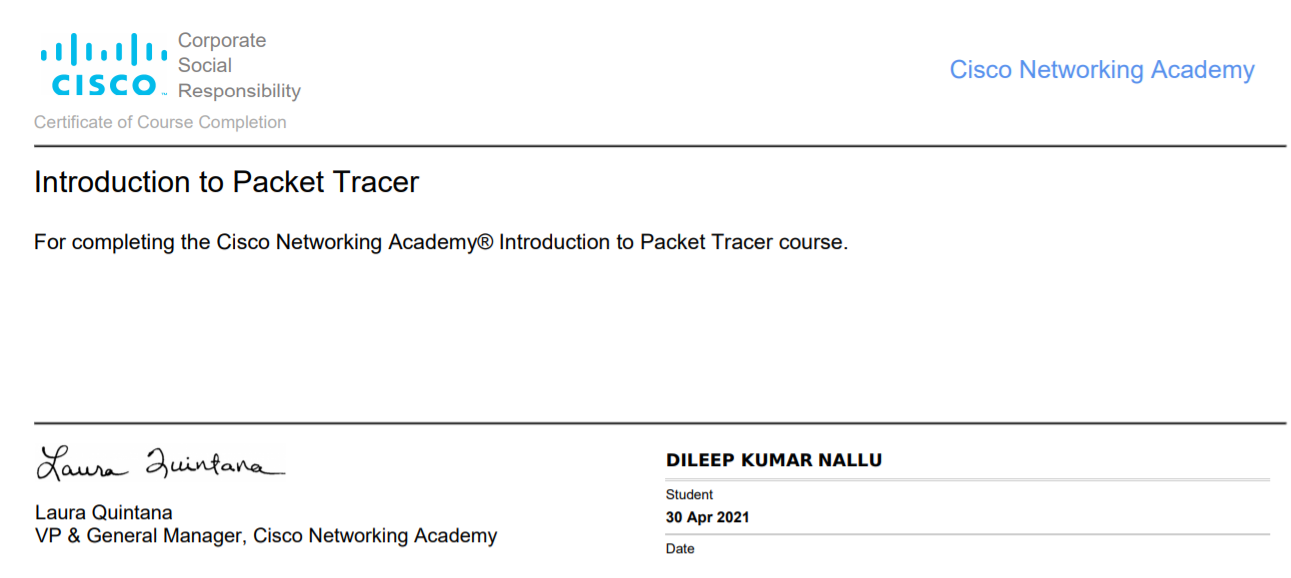 Corporate
Social
CISCO™ Responsibility
Cisco Networking Academy
Certificate of Course Completion
Introduction to Packet Tracer
For completing the Cisco Networking Academy® Introduction to Packet Tracer course.
Laura Quintana
Laura Quintana
VP & General Manager, Cisco Networking Academy
DILEEP KUMAR NALLU
Student
30 Apr 2021
Date